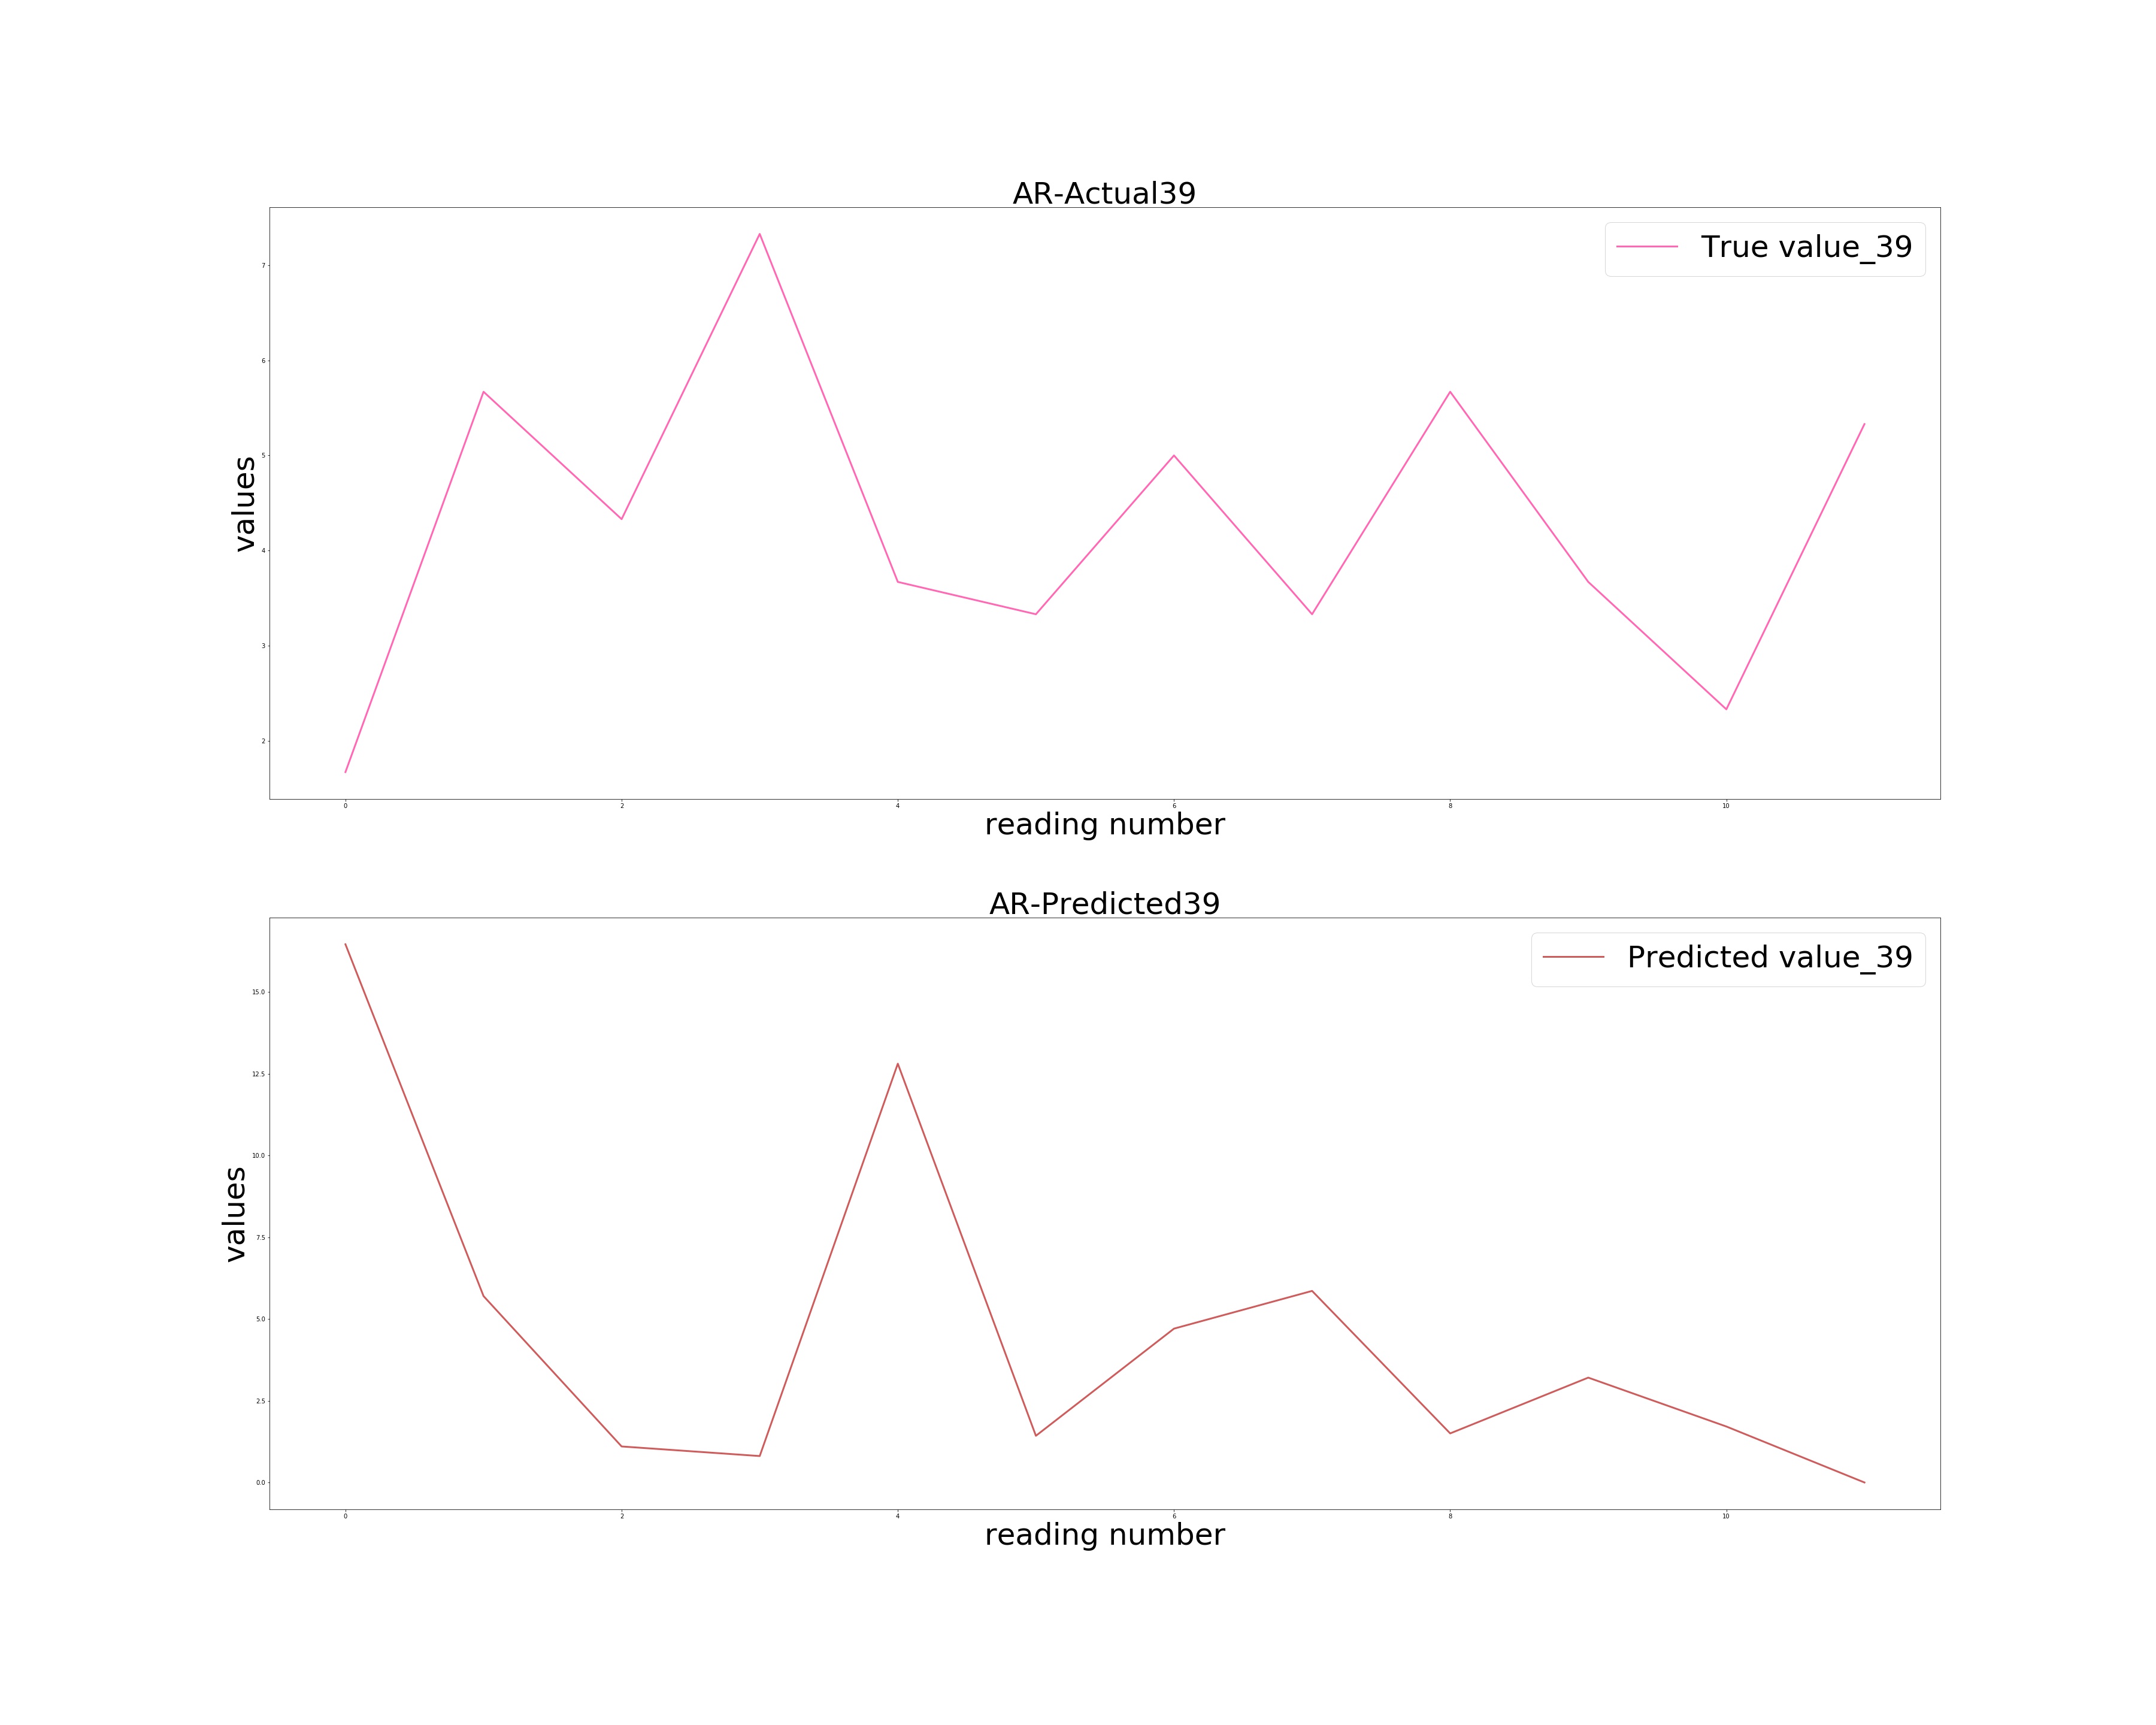 AR-Actual39
True value_39
7
6
5
4
3
2
values
0 2 4 6 8 10
reading number
AR-Predicted39
Predicted value_39
15.0
12.5
10.0
7.5
5.0
2.5
0.0
values
0 2 4 6 8 10
reading number